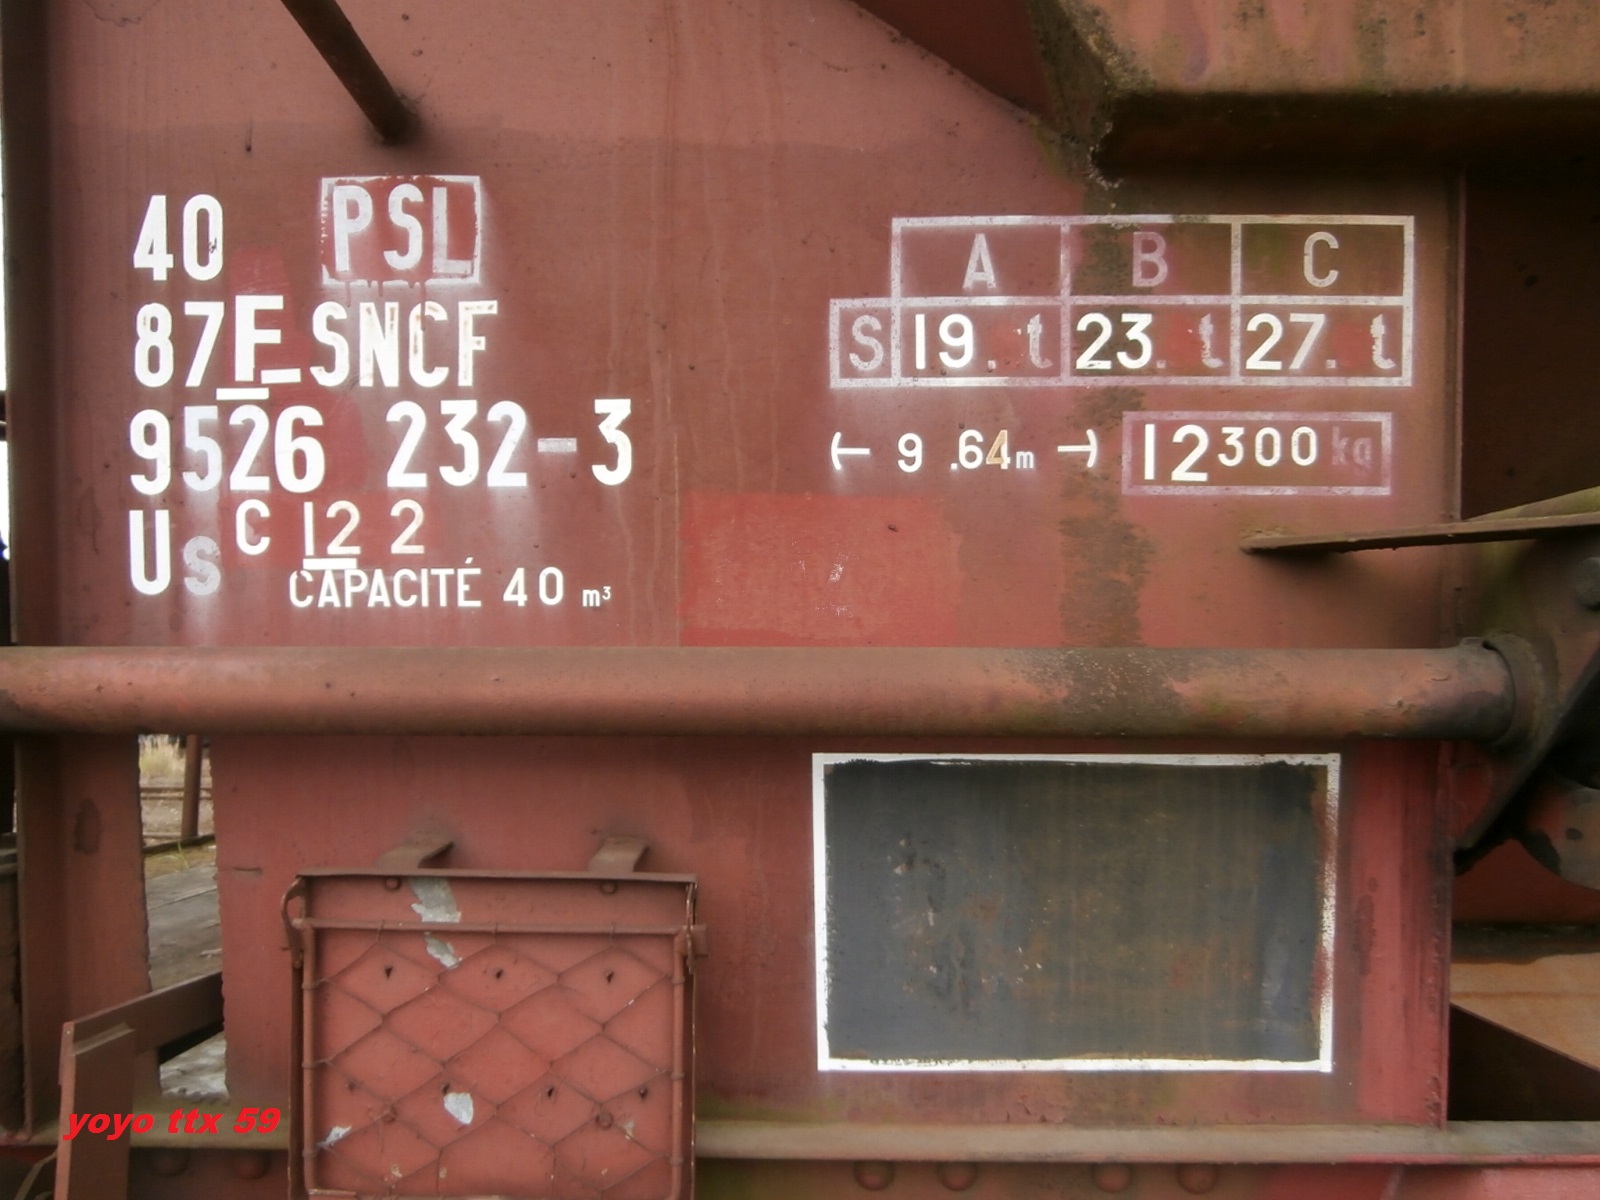 40 PSL
87 F SNCF
9526 232-3
Us C 12 2
CAPACITÉ 40 m³
A B C
S 19. t 23. t 27. t
9.64m
12300 kg
yoyo ttx 59